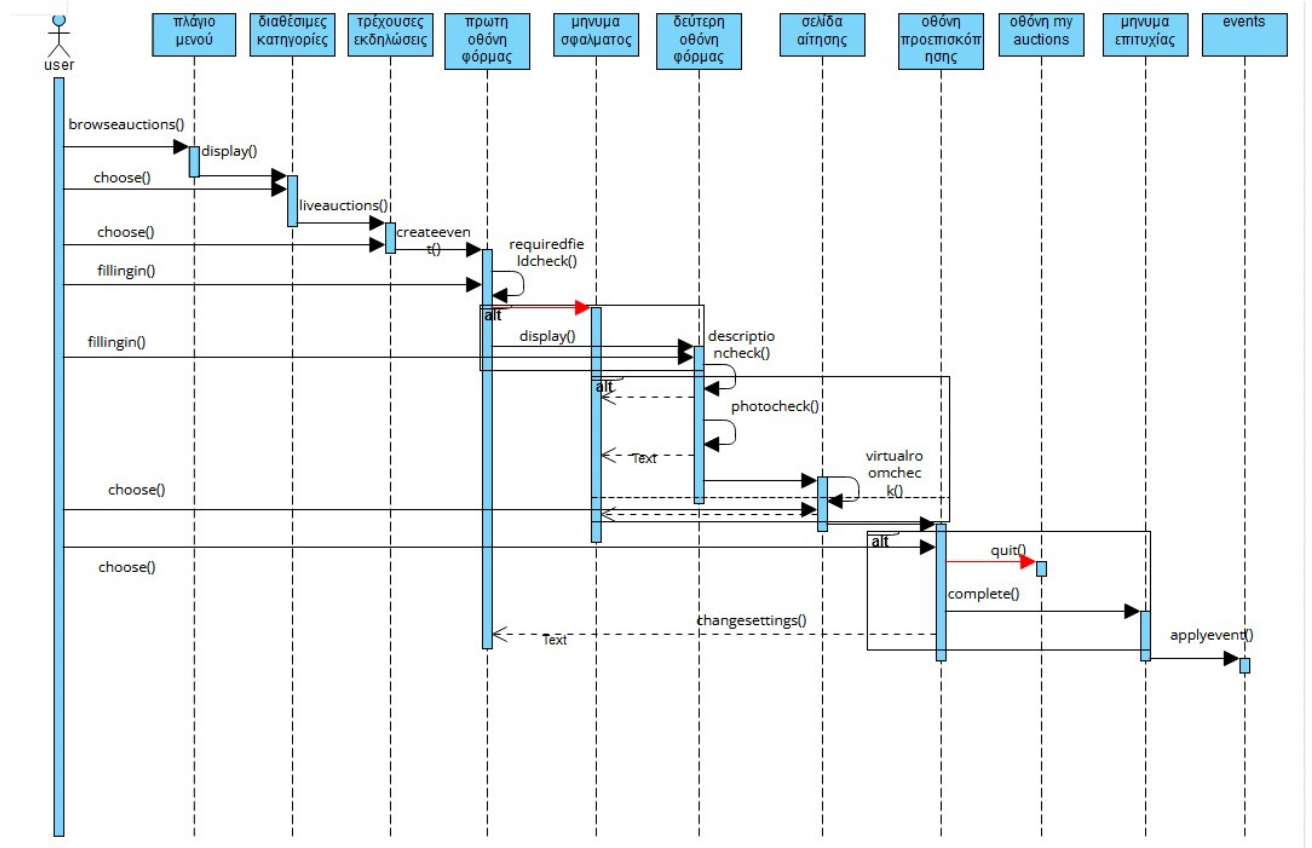 user
πλάγιο
μενού
διαθέσιμες
κατηγορίες
τρέχουσες
εκδηλώσεις
πρωτη
οθόνη
φόρμας
μηνυμα
σφαλματος
δεύτερη
οθόνη
φόρμας
σελίδα
αίτησης
οθόνη
προεπισκόπ
ησης
οθόνη my
auctions
μηνυμα
επιτυχίας
events
browseauctions()
display()
choose()
liveauctions()
choose()
createeven
t()
requiredfie
ldcheck()
fillingin()
alt
display()
fillingin()
descriptio
ncheck()
alt
photocheck()
Text
virtualro
omchec
k()
choose()
alt
quit()
choose()
complete()
changesettings()
Text
applyevent()